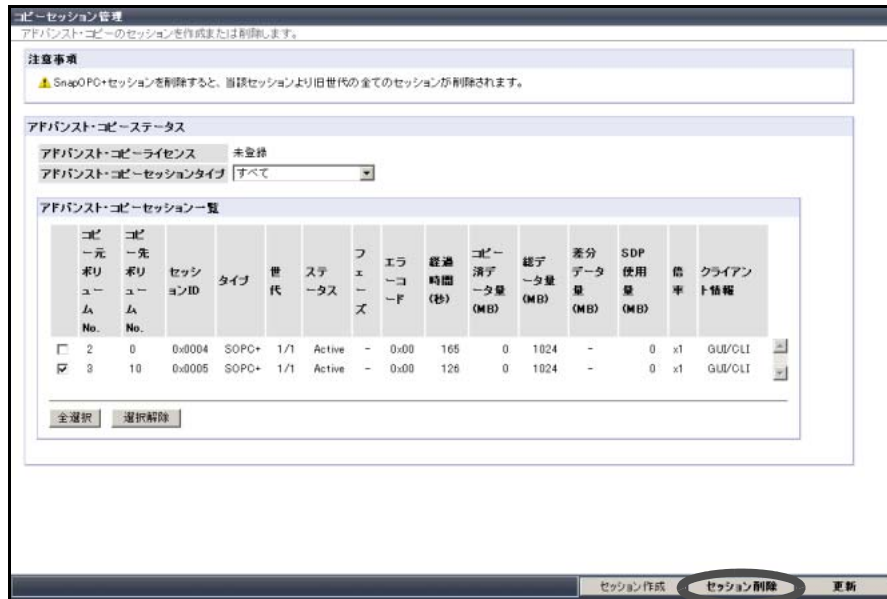 コピーセッション管理
アドバンスト・コピーのセッションを作成または削除します。
注意事項
SnapOPC+セッションを削除すると、当該セッションより旧世代の全てのセッションが削除されます。
アドバンスト・コピーステータス
アドバンスト・コピーライセンス 未登録
アドバンスト・コピーセッションタイプ すべて
アドバンスト・コピーセッション一覧
コピー元ボリュームNo. コピー先ボリュームNo. セッションID タイプ 世代 ステータス フェーズ エラーコード 経過時間(秒) コピー済データ量(MB) 総データ量(MB) 差分データ量(MB) SDP使用量(MB) 倍率 クライアント情報
2 0 0x0004 SOPC+ 1/1 Active - 0x00 165 0 1024 - 0 x1 GUI/CLI
3 10 0x0005 SOPC+ 1/1 Active - 0x00 126 0 1024 - 0 x1 GUI/CLI
全選択 選択解除
セッション作成 セッション削除 更新